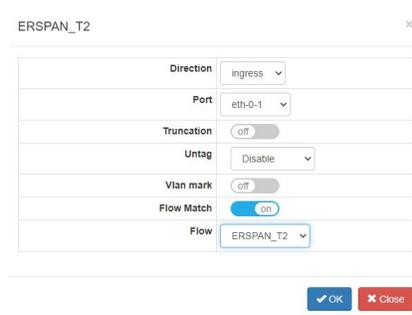 ERSPAN_T2 ×
Direction ingress
Port eth-0-1
Truncation off
Untag Disable
Vlan mark off
Flow Match on
Flow ERSPAN_T2
✔OK ✖ Close